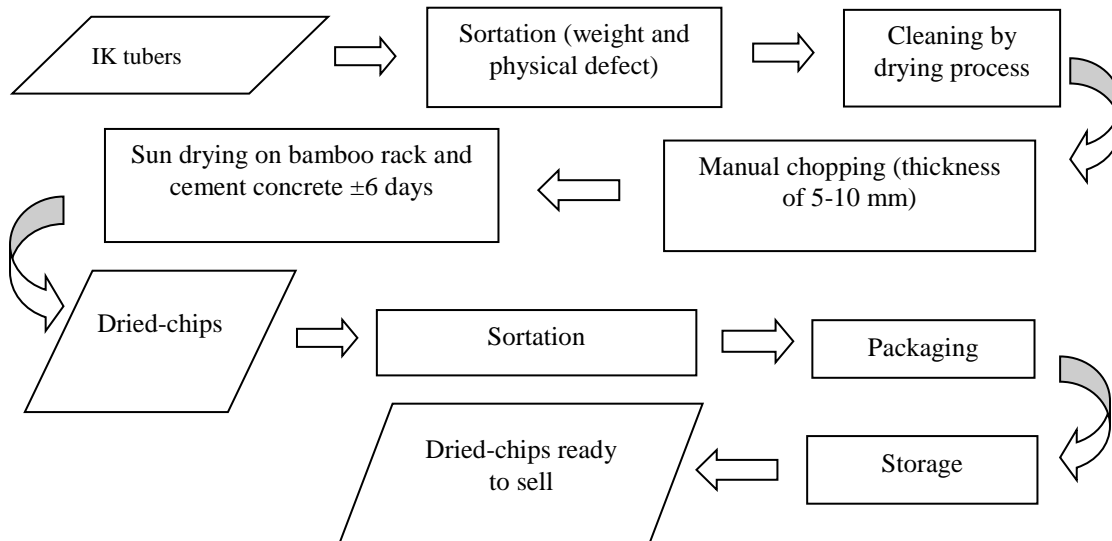 IK tubers
Sortation (weight and
physical defect)
Cleaning by
drying process
Manual chopping (thickness
of 5-10 mm)
Sun drying on bamboo rack and
cement concrete ±6 days
Dried-chips
Sortation
Packaging
Storage
Dried-chips ready
to sell